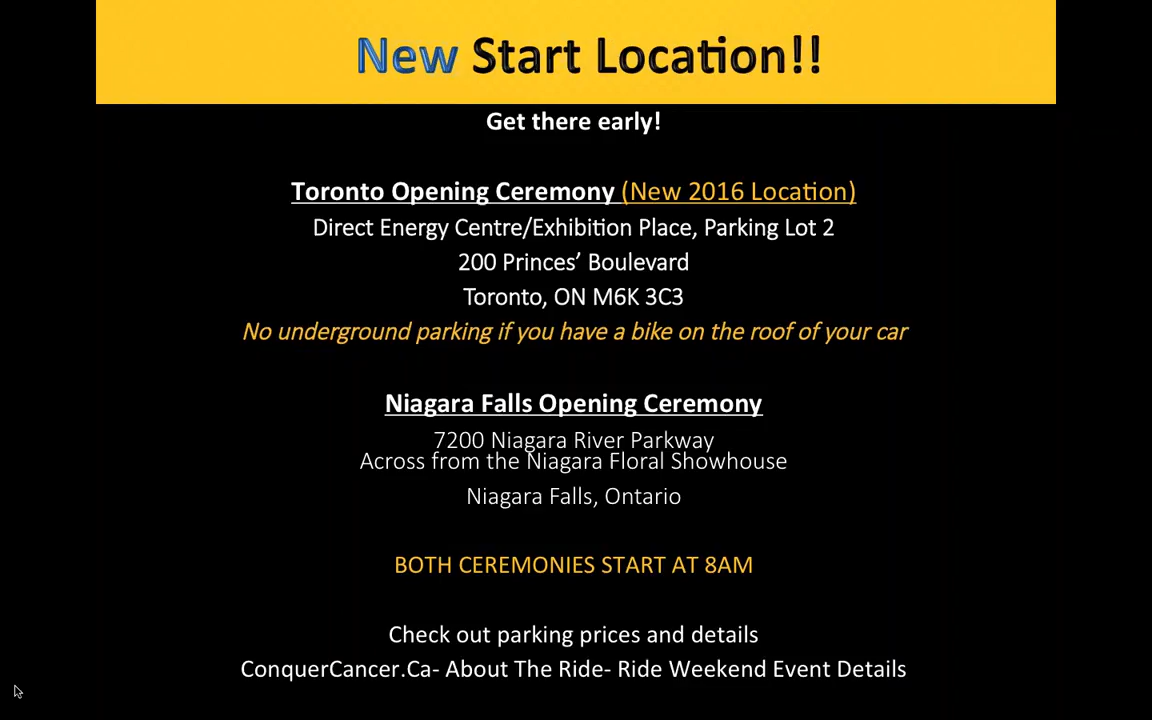 New Start Location!!
Get there early!
Toronto Opening Ceremony (New 2016 Location)
Direct Energy Centre/Exhibition Place, Parking Lot 2
200 Princes’ Boulevard
Toronto, ON M6K 3C3
No underground parking if you have a bike on the roof of your car
Niagara Falls Opening Ceremony
7200 Niagara River Parkway
Across from the Niagara Floral Showhouse
Niagara Falls, Ontario
BOTH CEREMONIES START AT 8AM
Check out parking prices and details
ConquerCancer.Ca- About The Ride- Ride Weekend Event Details